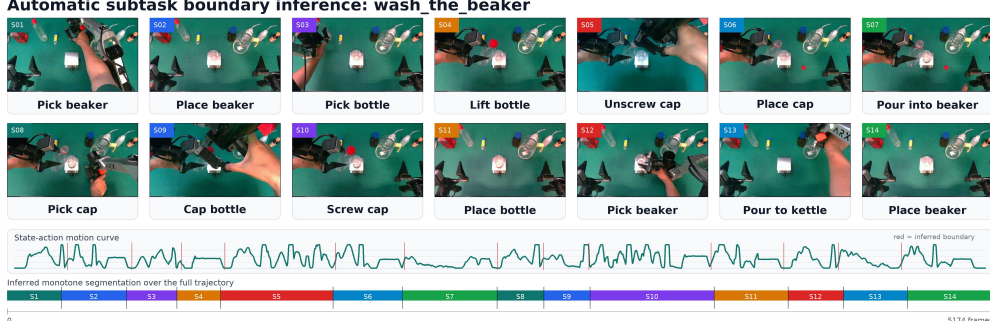 Automatic subtask boundary inference: wash_the_beaker
S01 S02 S03 S04 S05 S06 S07
Pick beaker Place beaker Pick bottle Lift bottle Unscrew cap Place cap Pour into beaker
S08 S09 S10 S11 S12 S13 S14
ARX
Pick cap Cap bottle Screw cap Place bottle Pick beaker Pour to kettle Place beaker
State-action motion curve red = inferred boundary
Inferred monotone segmentation over the full trajectory
S1 S2 S3 S4 S5 S6 S7 S8 S9 S10 S11 S12 S13 S14
0 5174 frames